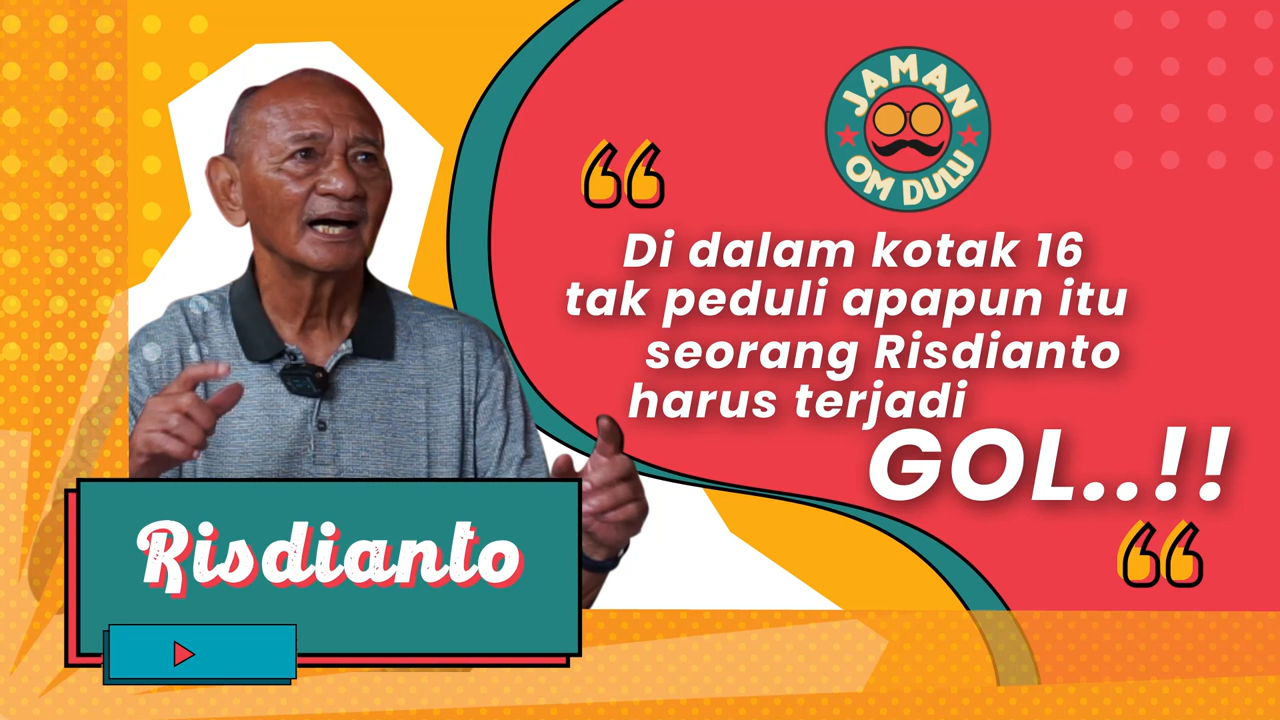 JAMAN
OM DULU
Di dalam kotak 16
tak peduli apapun itu
seorang Risdianto
harus terjadi
GOL..!!
Risdianto